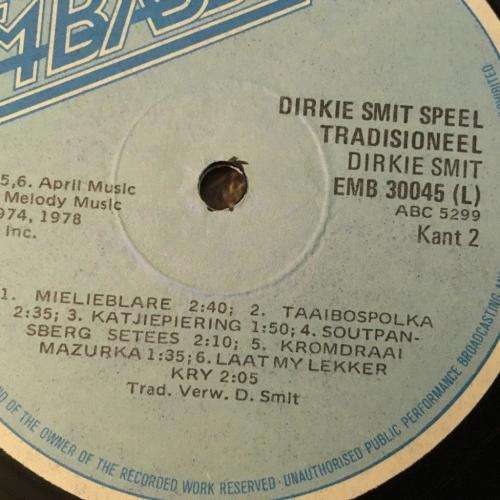 DIRKIE SMIT SPEEL
TRADISIONEEL
DIRKIE SMIT
EMB 30045 (L)
ABC 5299
Kant 2
5,6. April Music
Melody Music
1974, 1978
Inc.
1. MIELIEBLARE 2:40; 2. TAAIBOSPOLKA
2:35; 3. KATJIEPIERING 1:50; 4. SOUTPAN-
SBERG SETEES 2:10; 5. KROMDRAAI
MAZURKA 1:35; 6. LAAT MY LEKKER
KRY 2:05
Trad. Verw. D. Smit
OF THE OWNER OF THE RECORDED WORK RESERVED · UNAUTHORISED PUBLIC PERFORMANCE BROADCASTING